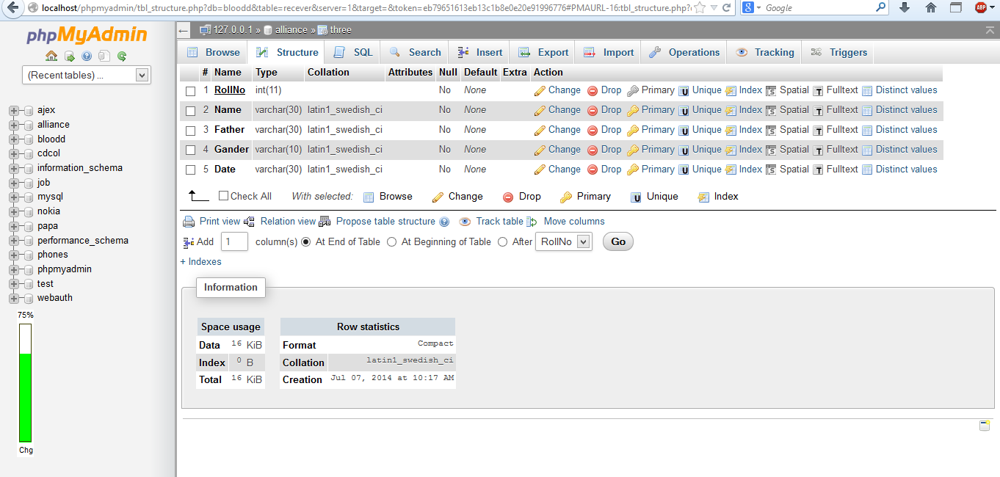 localhost/phpmyadmin/tbl_structure.php?db=bloodd&table=recever&server=1&target=&token=eb79651613eb13c1b8e0e20e91996776#PMAURL-16:tbl_structure.php?
Google
ABP
phpMyAdmin
127.0.0.1 » alliance » three
Browse Structure SQL Search Insert Export Import Operations Tracking Triggers
(Recent tables) ...
# Name Type Collation Attributes Null Default Extra Action
1 RollNo int(11) No None Change Drop Primary Unique Index Spatial Fulltext Distinct values
2 Name varchar(30) latin1_swedish_ci No None Change Drop Primary Unique Index Spatial Fulltext Distinct values
3 Father varchar(30) latin1_swedish_ci No None Change Drop Primary Unique Index Spatial Fulltext Distinct values
4 Gander varchar(10) latin1_swedish_ci No None Change Drop Primary Unique Index Spatial Fulltext Distinct values
5 Date varchar(30) latin1_swedish_ci No None Change Drop Primary Unique Index Spatial Fulltext Distinct values
Check All With selected: Browse Change Drop Primary Unique Index
Print view Relation view Propose table structure Track table Move columns
Add 1 column(s) At End of Table At Beginning of Table After RollNo Go
+ Indexes
Information
Space usage
Data 16 KiB
Index 0 B
Total 16 KiB
Row statistics
Format Compact
Collation latin1_swedish_ci
Creation Jul 07, 2014 at 10:17 AM
ajex
alliance
bloodd
cdcol
information_schema
job
mysql
nokia
papa
performance_schema
phones
phpmyadmin
test
webauth
75%
Chg